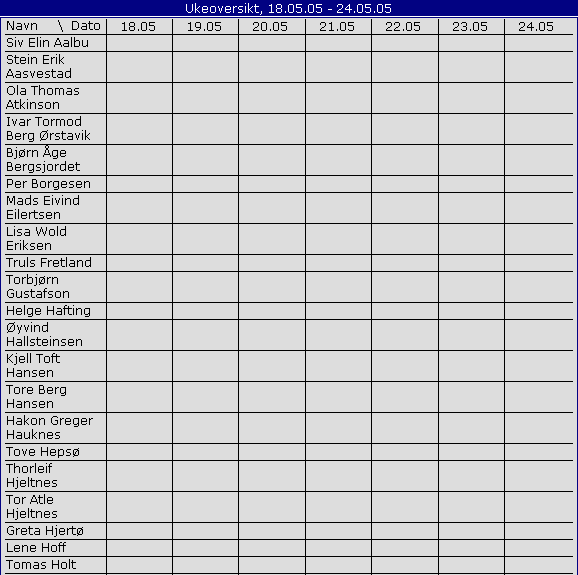 Ukeoversikt, 18.05.05 - 24.05.05
Navn \ Dato 18.05 19.05 20.05 21.05 22.05 23.05 24.05
Siv Elin Aalbu
Stein Erik
Aasvestad
Ola Thomas
Atkinson
Ivar Tormod
Berg Ørstavik
Bjørn Åge
Bergsjordet
Per Borgesen
Mads Eivind
Eilertsen
Lisa Wold
Eriksen
Truls Fretland
Torbjørn
Gustafson
Helge Hafting
Øyvind
Hallsteinsen
Kjell Toft
Hansen
Tore Berg
Hansen
Hakon Greger
Hauknes
Tove Hepsø
Thorleif
Hjeltnes
Tor Atle
Hjeltnes
Greta Hjertø
Lene Hoff
Tomas Holt